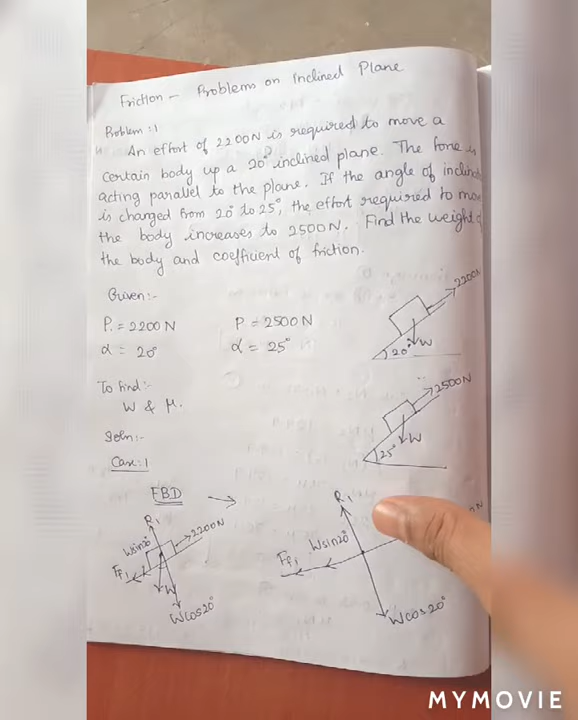 Friction - Problems on Inclined Plane
Problem : 1
An effort of 2200N is required to move a
certain body up a 20° inclined plane. The force is
acting parallel to the plane. If the angle of inclina
is changed from 20° to 25°, the effort required to move
the body increases to 2500N. Find the weight of
the body and coefficient of friction.
Given:-
P. = 2200 N P = 2500N
α = 20° α = 25°
2200N
W
20°
To find:-
W & μ.
2500N
W
25°
Soln:-
Case:1
FBD
R1
2200N
Wsin20°
Ff1
W
Wcos20°
R1
N
Wsin20°
Ff1
Wcos20°
MYMOVIE